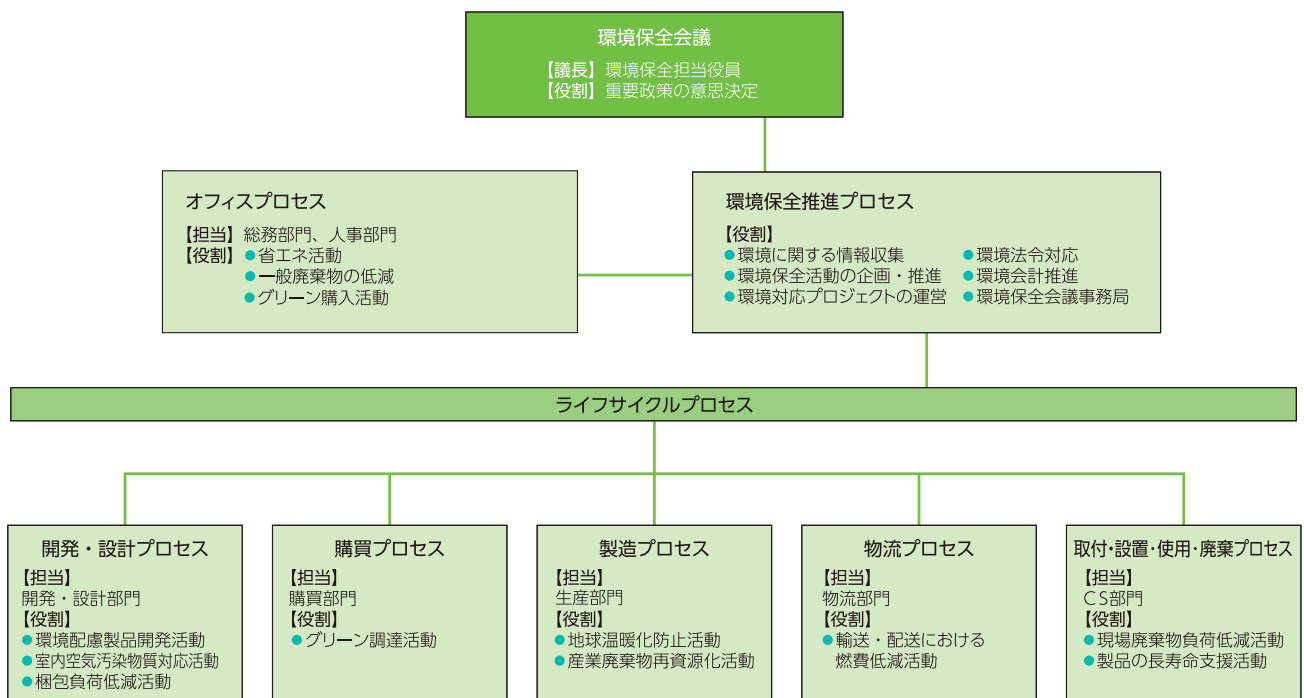 環境保全会議
【議長】環境保全担当役員
【役割】重要政策の意思決定
オフィスプロセス
【担当】総務部門、人事部門
【役割】●省エネ活動
●一般廃棄物の低減
●グリーン購入活動
環境保全推進プロセス
【役割】
●環境に関する情報収集 ●環境法令対応
●環境保全活動の企画・推進 ●環境会計推進
●環境対応プロジェクトの運営 ●環境保全会議事務局
ライフサイクルプロセス
開発・設計プロセス
【担当】
開発・設計部門
【役割】
●環境配慮製品開発活動
●室内空気汚染物質対応活動
●梱包負荷低減活動
購買プロセス
【担当】
購買部門
【役割】
●グリーン調達活動
製造プロセス
【担当】
生産部門
【役割】
●地球温暖化防止活動
●産業廃棄物再資源化活動
物流プロセス
【担当】
物流部門
【役割】
●輸送・配送における
燃費低減活動
取付・設置・使用・廃棄プロセス
【担当】
CS部門
【役割】
●現場廃棄物負荷低減活動
●製品の長寿命支援活動